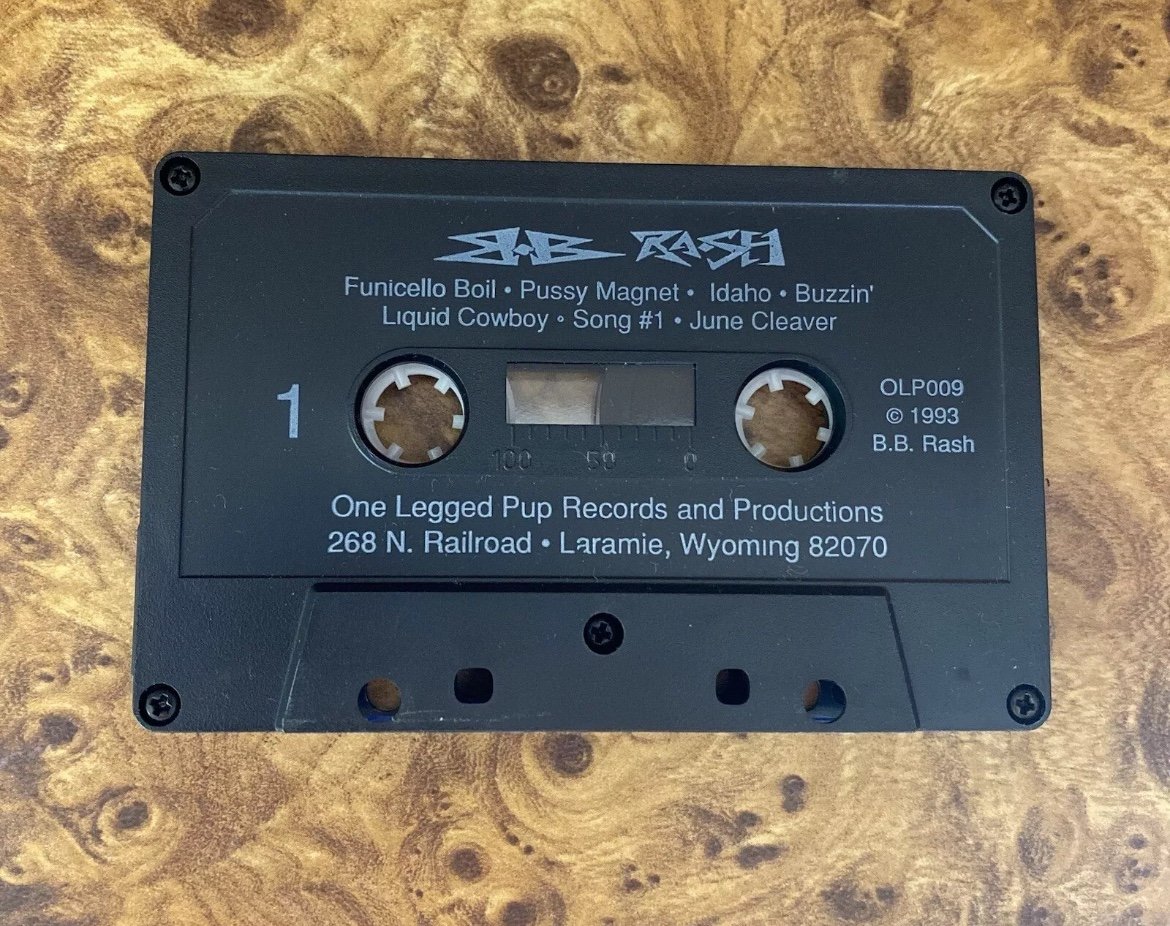 B.B RASH
Funicello Boil • Pussy Magnet • Idaho • Buzzin'
Liquid Cowboy • Song #1 • June Cleaver
1
OLP009
© 1993
B.B. Rash
100 50 0
One Legged Pup Records and Productions
268 N. Railroad • Laramie, Wyoming 82070